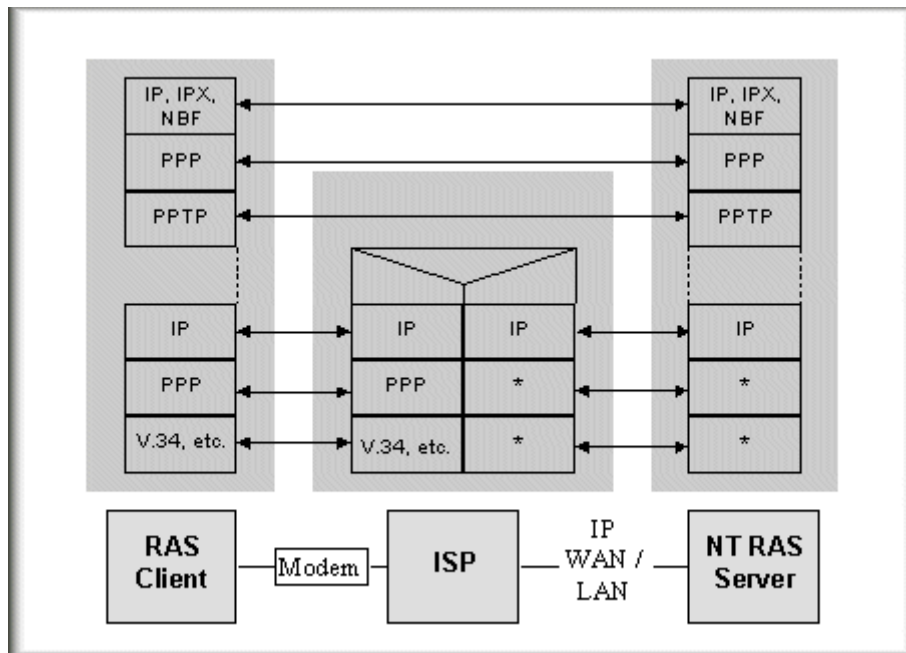 IP, IPX,
NBF
IP, IPX,
NBF
PPP
PPP
PPTP
PPTP
IP
IP
IP
IP
PPP
PPP
*
*
V.34, etc.
V.34, etc.
*
*
RAS
Client
Modem
ISP
IP
WAN /
LAN
NT RAS
Server